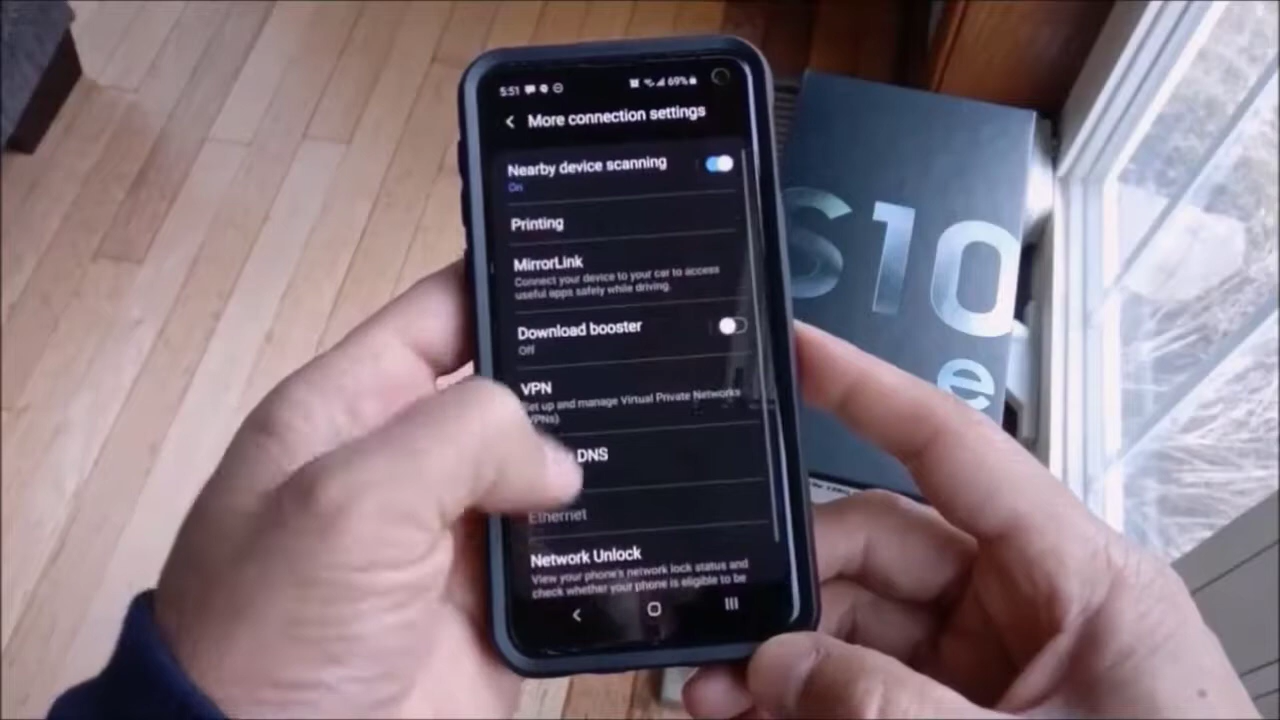 5:51 69%
More connection settings
Nearby device scanning
On
Printing
MirrorLink
Connect your device to your car to access
useful apps safely while driving.
Download booster
Off
VPN
Set up and manage Virtual Private Networks
(VPNs)
DNS
Ethernet
Network Unlock
View your phone's network lock status and
check whether your phone is eligible to be
S10
e